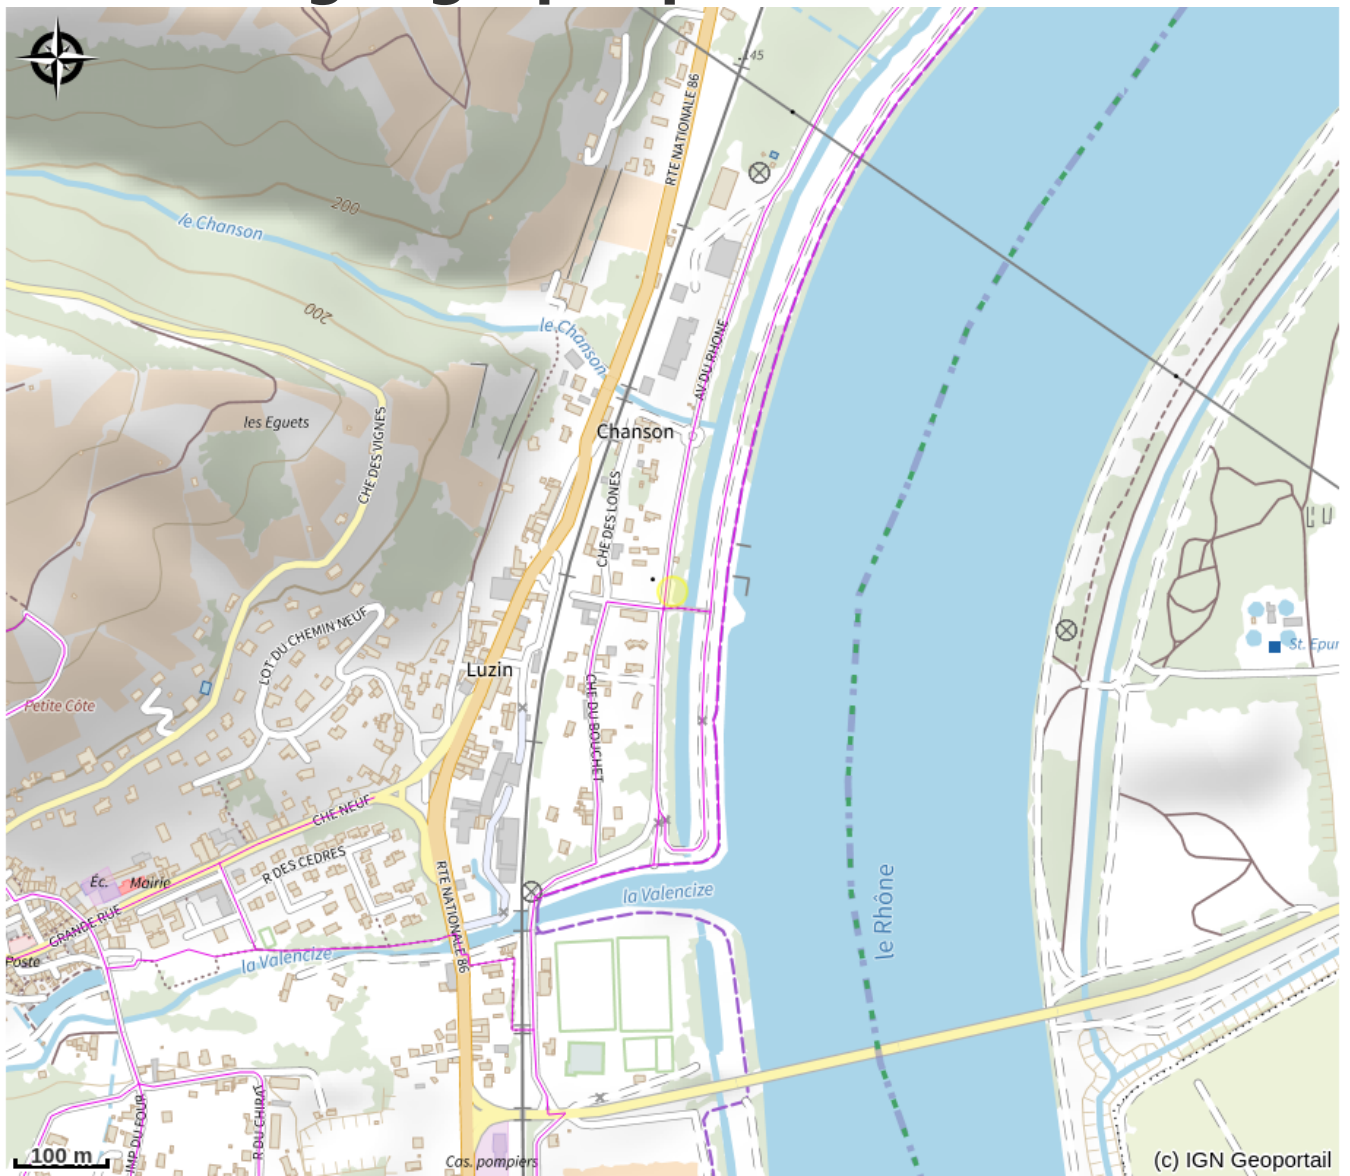 145
RTE NATIONALE 86
200
le Chanson
200
le Chanson
AV DU RHONE
les Eguets
CHE DES VIGNES
Chanson
CHE DES LONES
LOT DU CHEMIN NEUF
St. Epur
Luzin
Petite Côte
CHE DU BOUCHET
CHE NEUF
R DES CEDRES
Éc.
Mairie
RTE NATIONALE 86
la Valencize
le Rhône
GRANDE RUE
Poste
la Valencize
IMP DU FOUR
R DU CHIRAT
100 m
Cas. pompiers
(c) IGN Geoportail